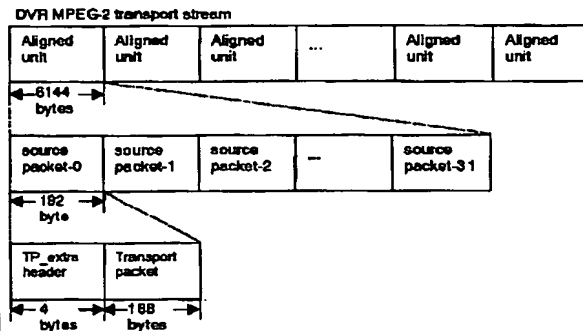 DVR MPEG-2 transport stream
Aligned unit
Aligned unit
Aligned unit
...
Aligned unit
Aligned unit
6144 bytes
source packet-0
source packet-1
source packet-2
...
source packet-31
192 byte
TP_extra header
Transport packet
4 bytes
188 bytes